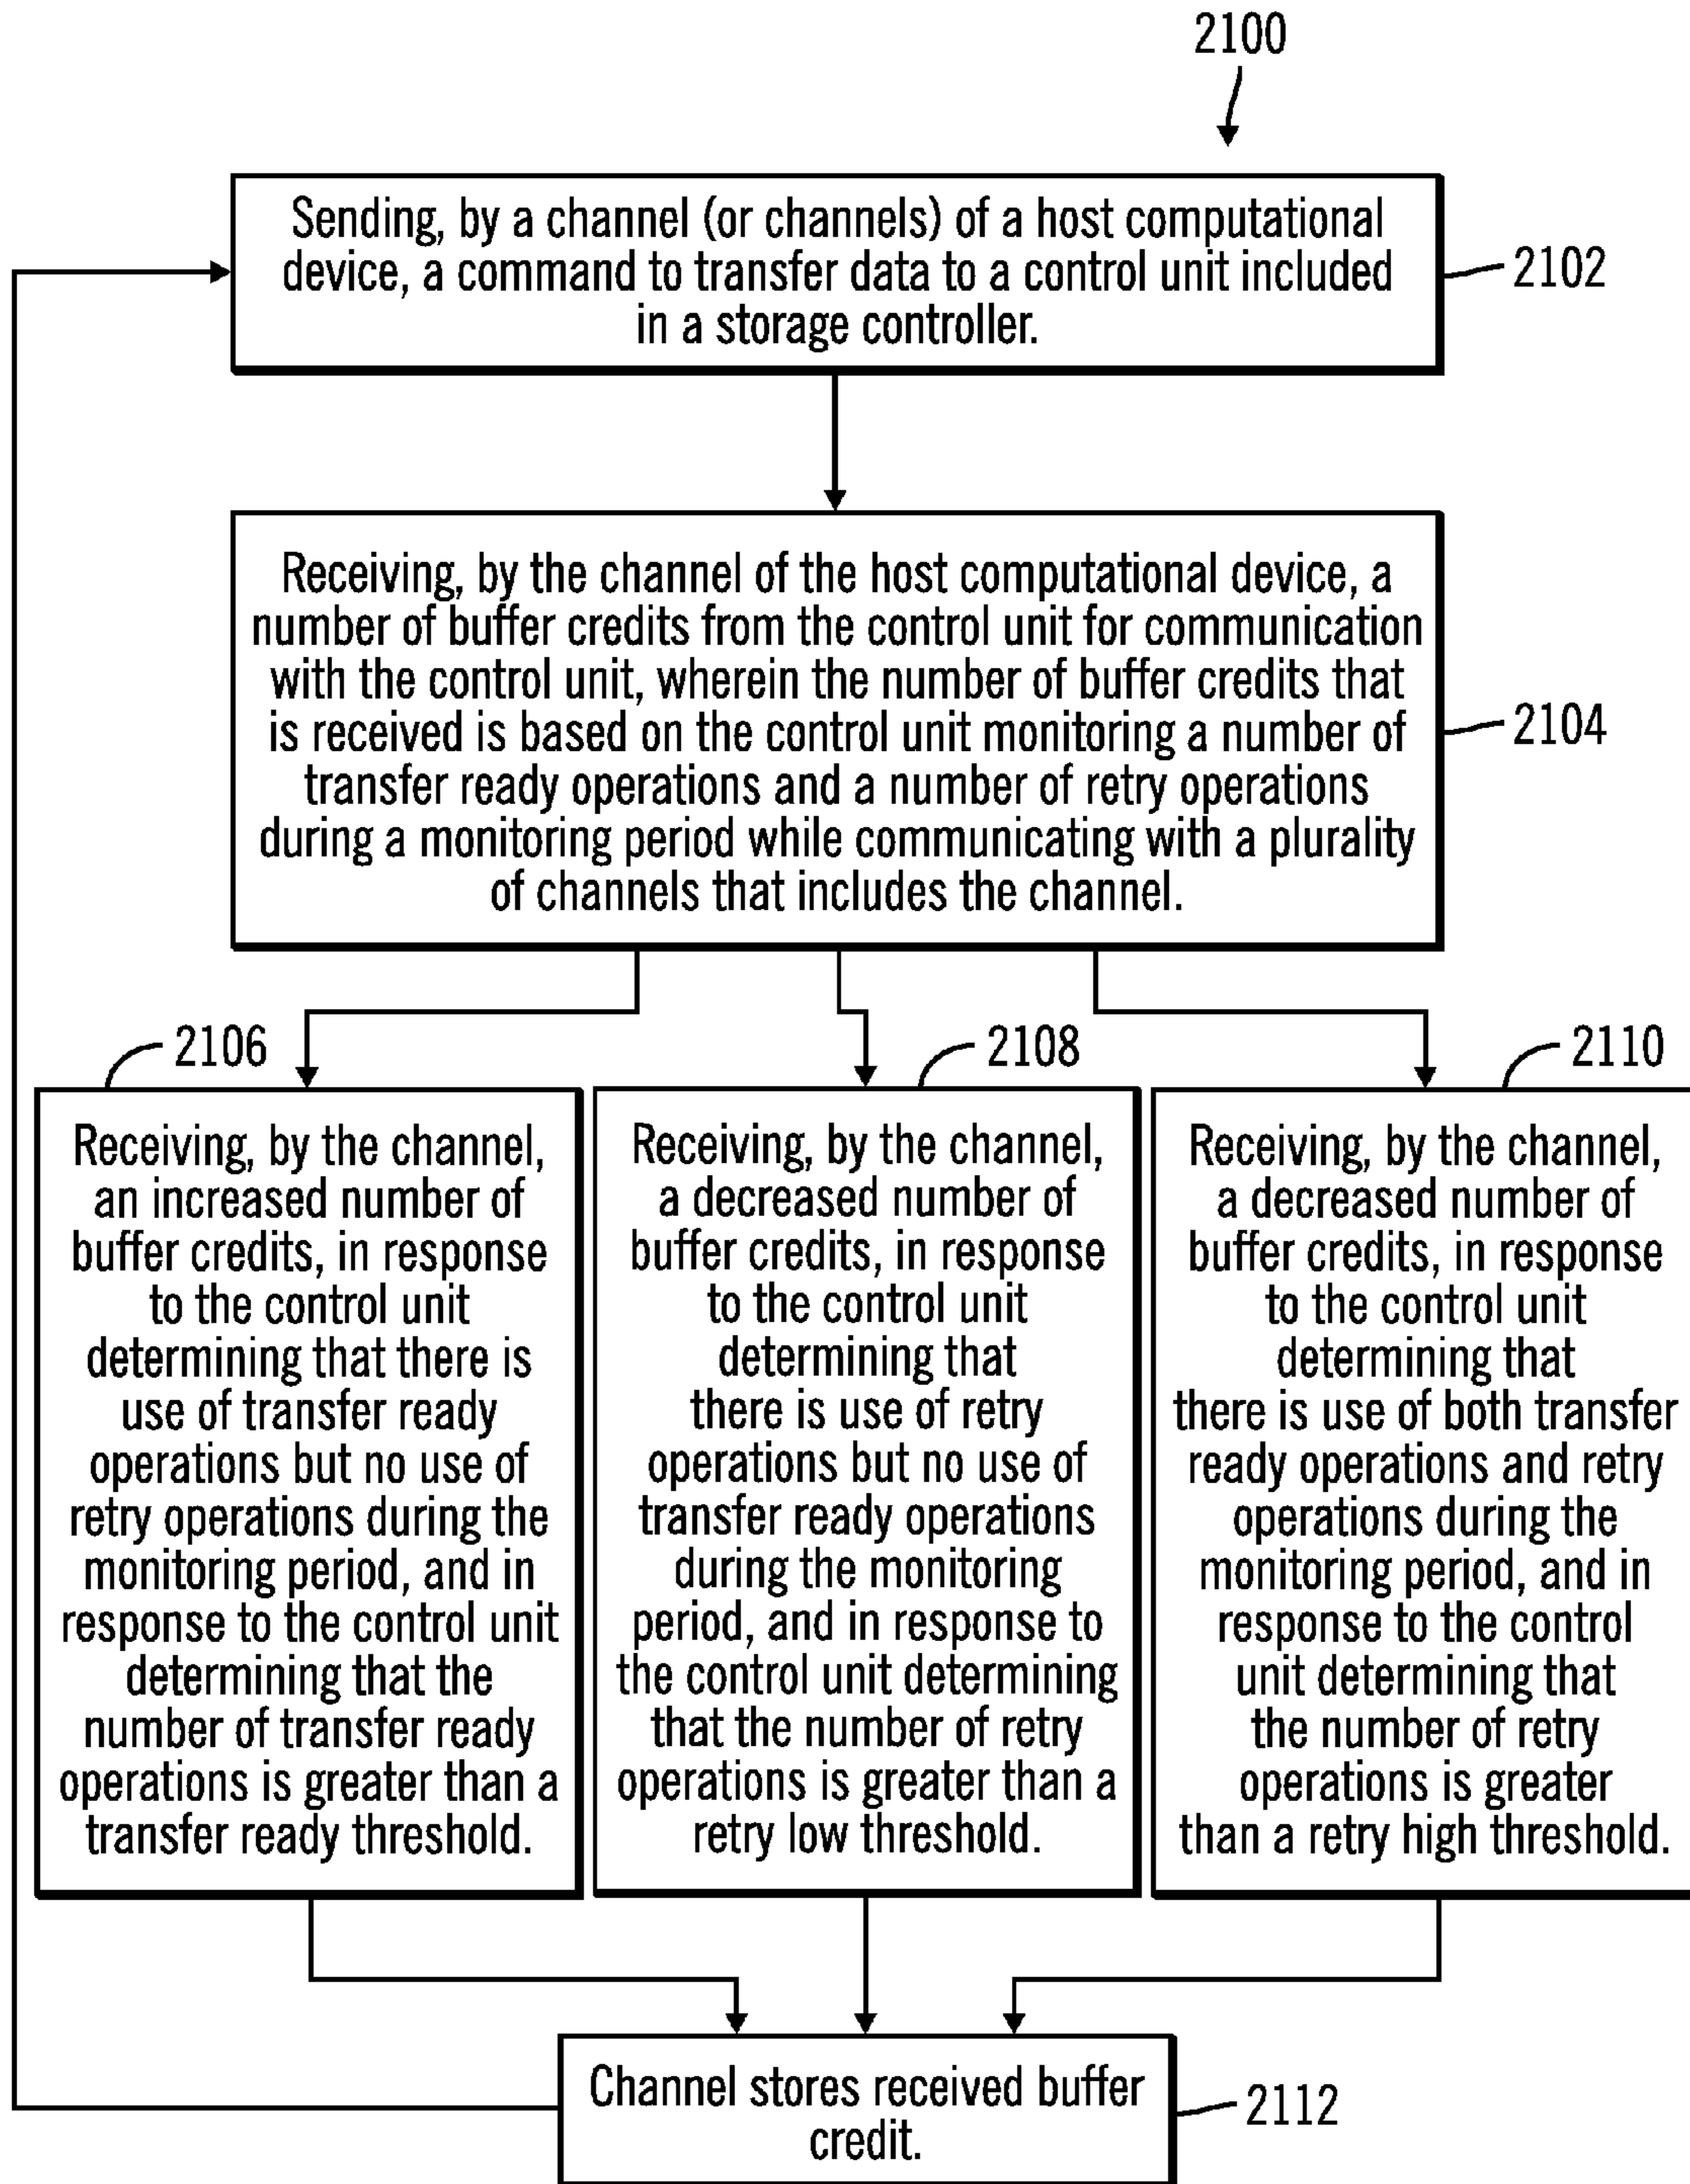 2100
Sending, by a channel (or channels) of a host computational
device, a command to transfer data to a control unit included
in a storage controller.
2102
Receiving, by the channel of the host computational device, a
number of buffer credits from the control unit for communication
with the control unit, wherein the number of buffer credits that
is received is based on the control unit monitoring a number of
transfer ready operations and a number of retry operations
during a monitoring period while communicating with a plurality
of channels that includes the channel.
2104
2106
Receiving, by the channel,
an increased number of
buffer credits, in response
to the control unit
determining that there is
use of transfer ready
operations but no use of
retry operations during the
monitoring period, and in
response to the control unit
determining that the
number of transfer ready
operations is greater than a
transfer ready threshold.
2108
Receiving, by the channel,
a decreased number of
buffer credits, in response
to the control unit
determining that
there is use of retry
operations but no use of
transfer ready operations
during the monitoring
period, and in response to
the control unit determining
that the number of retry
operations is greater than a
retry low threshold.
2110
Receiving, by the channel,
a decreased number of
buffer credits, in response
to the control unit
determining that
there is use of both transfer
ready operations and retry
operations during the
monitoring period, and in
response to the control
unit determining that
the number of retry
operations is greater
than a retry high threshold.
Channel stores received buffer
credit.
2112